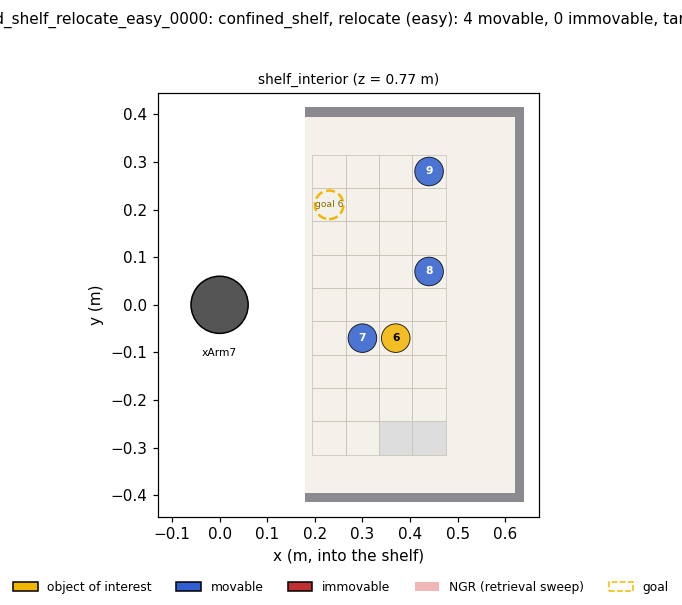 _shelf_relocate_easy_0000: confined_shelf, relocate (easy): 4 movable, 0 immovable,
shelf_interior (z = 0.77 m)
0.4
0.3
0.2
0.1
0.0
−0.1
−0.2
−0.3
−0.4
y (m)
9
goal 6
8
7
6
xArm7
−0.1
0.0
0.1
0.2
0.3
0.4
0.5
0.6
x (m, into the shelf)
object of interest
movable
immovable
NGR (retrieval sweep)
goal